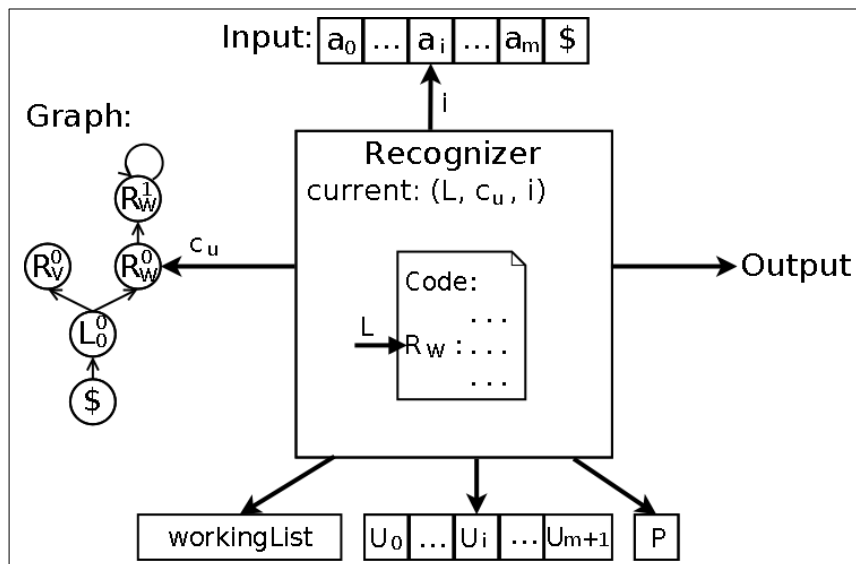 Input: a0 ... ai ... am $
i
Graph:
Recognizer
current: (L, cu, i)
R1w
cu
R0v R0w
Output
Code:
...
L
Rw : ...
...
L00
$
workingList
U0 ... Ui ... Um+1
P